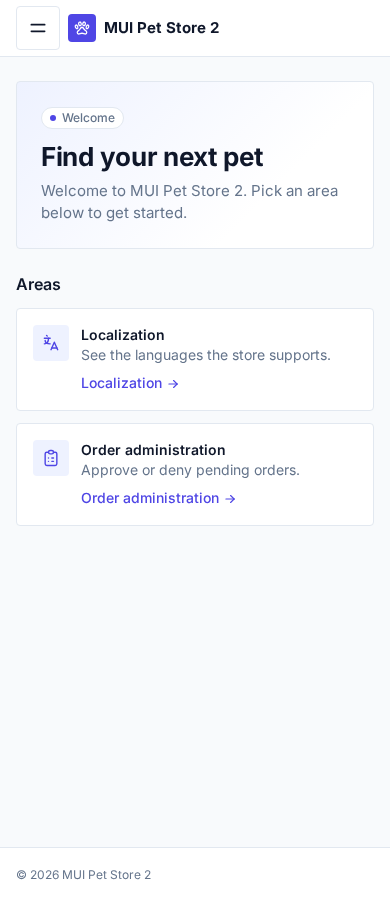 MUI Pet Store 2
Welcome
Find your next pet
Welcome to MUI Pet Store 2. Pick an area
below to get started.
Areas
Localization
See the languages the store supports.
Localization →
Order administration
Approve or deny pending orders.
Order administration →
© 2026 MUI Pet Store 2